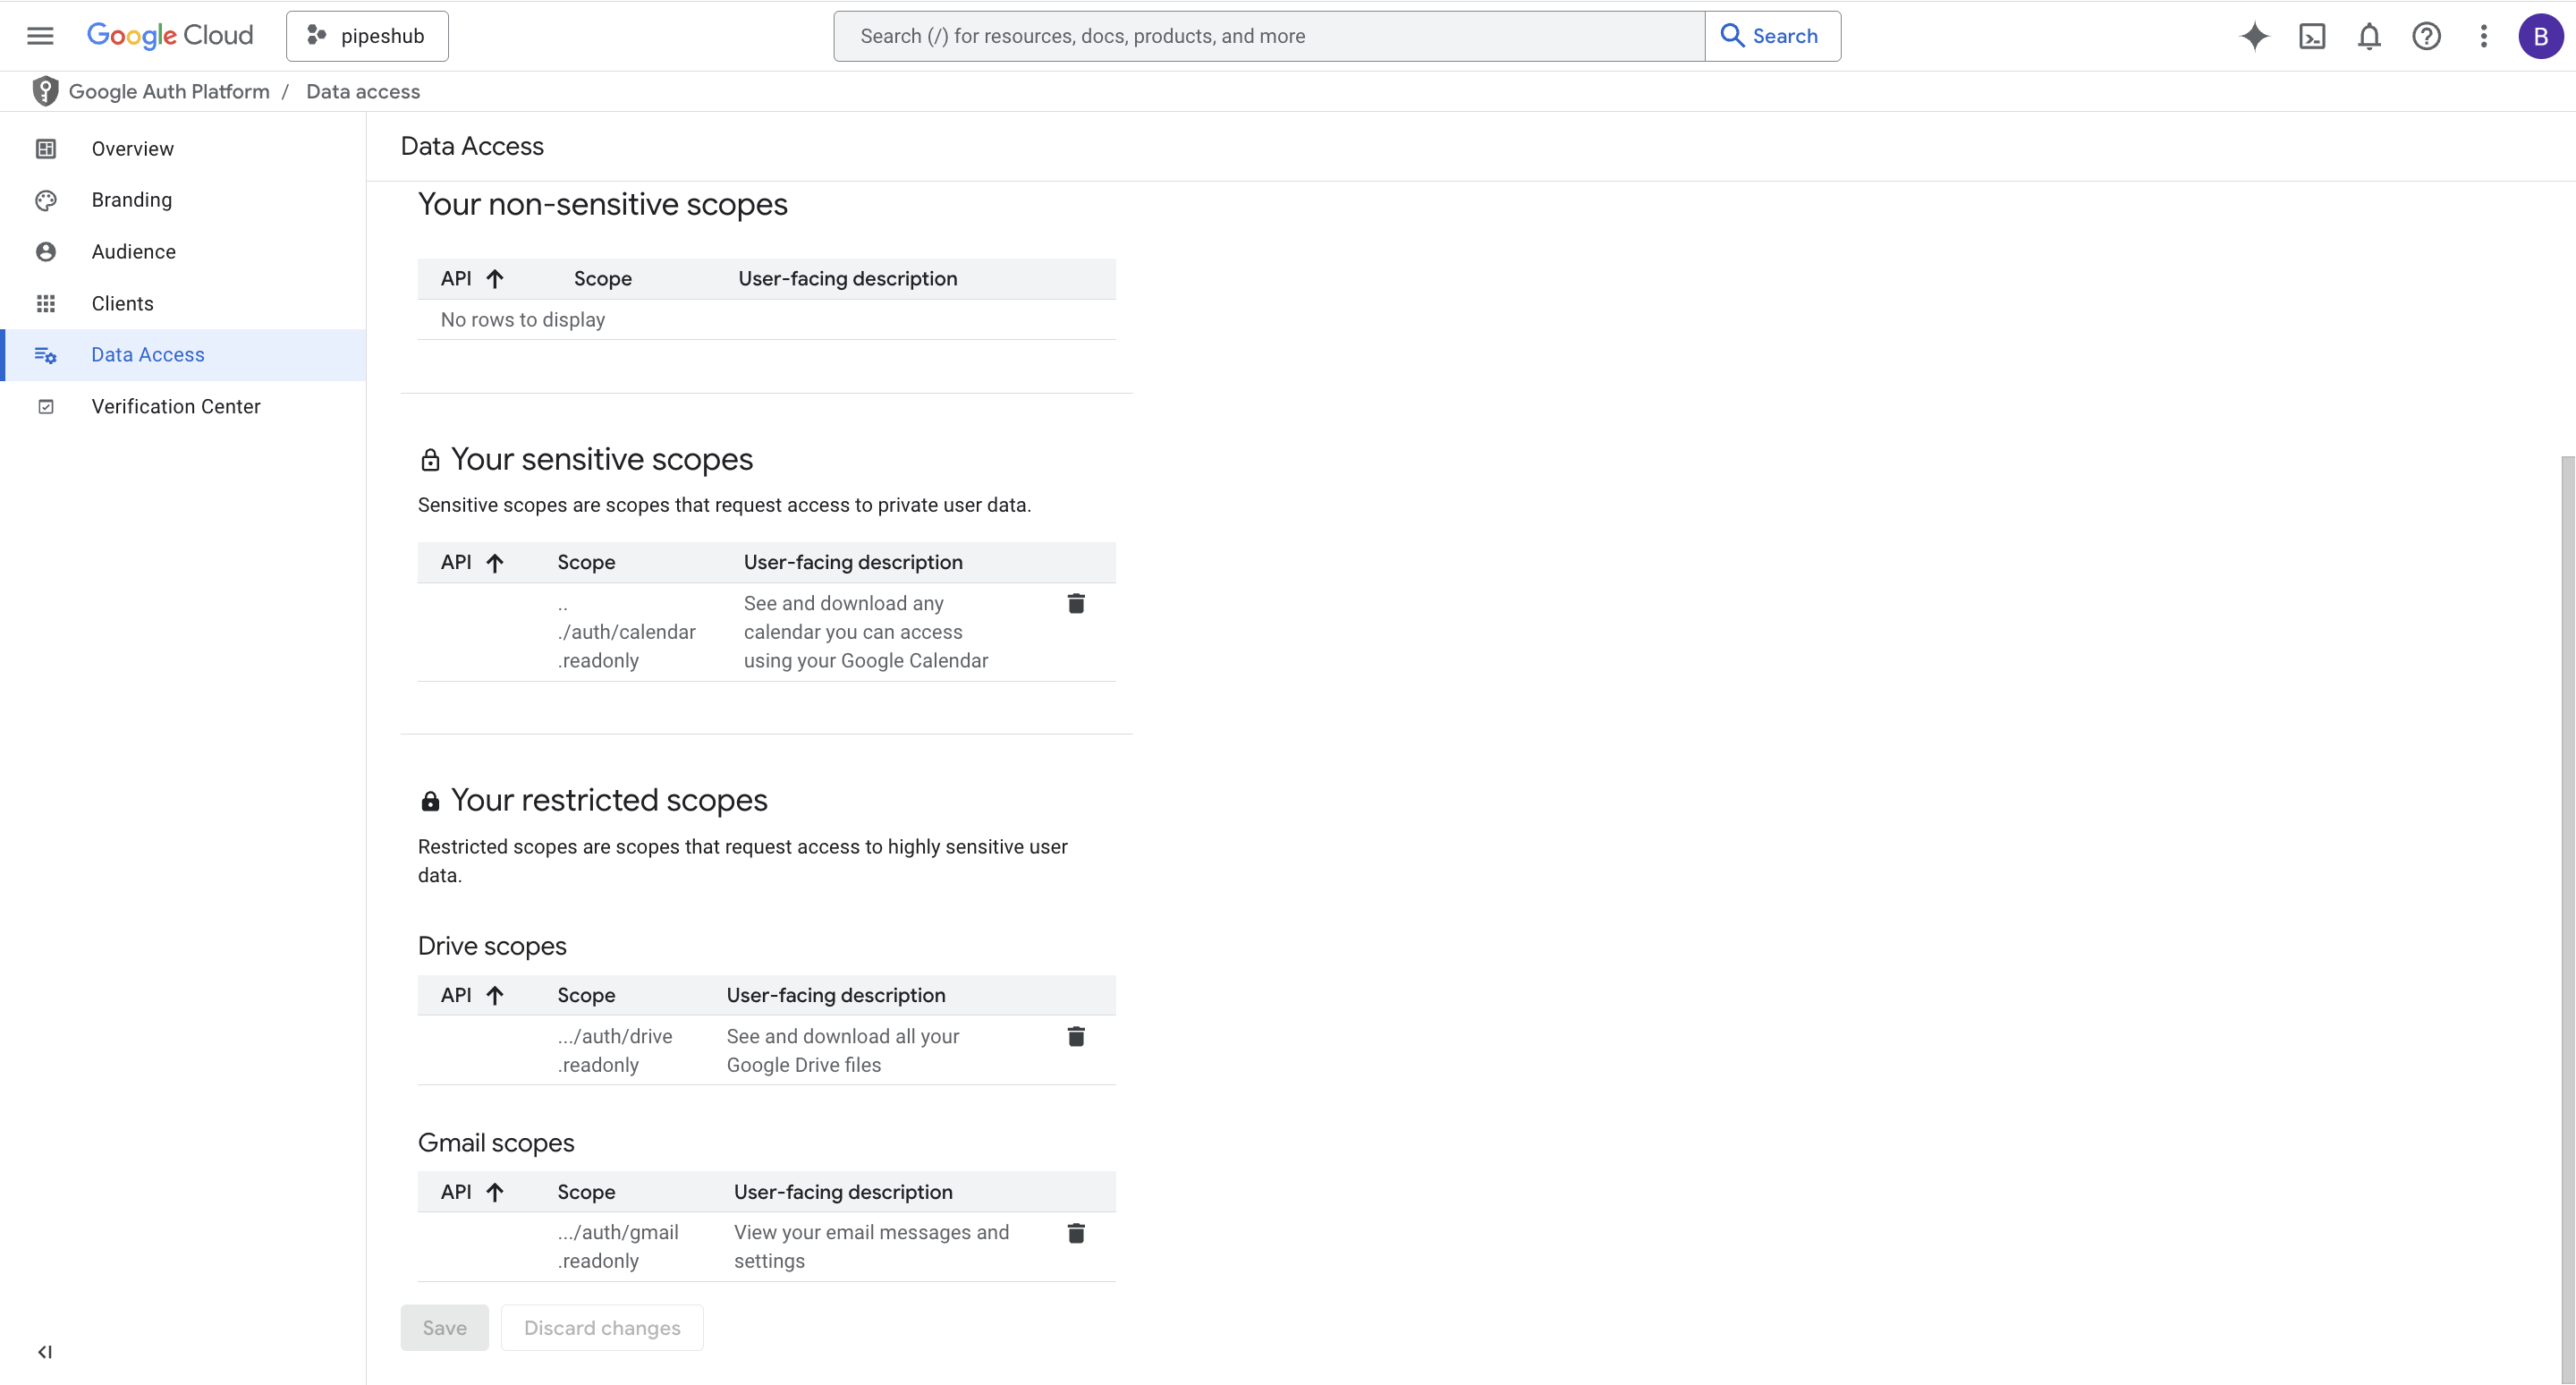 Google Cloud
pipeshub
Search (/) for resources, docs, products, and more
Search
B
Google Auth Platform / Data access
Overview
Branding
Audience
Clients
Data Access
Verification Center
Data Access
Your non-sensitive scopes
API Scope User-facing description
No rows to display
Your sensitive scopes
Sensitive scopes are scopes that request access to private user data.
API Scope User-facing description
.. See and download any
./auth/calendar calendar you can access
.readonly using your Google Calendar
Your restricted scopes
Restricted scopes are scopes that request access to highly sensitive user
data.
Drive scopes
API Scope User-facing description
.../auth/drive See and download all your
.readonly Google Drive files
Gmail scopes
API Scope User-facing description
.../auth/gmail View your email messages and
.readonly settings
Save Discard changes